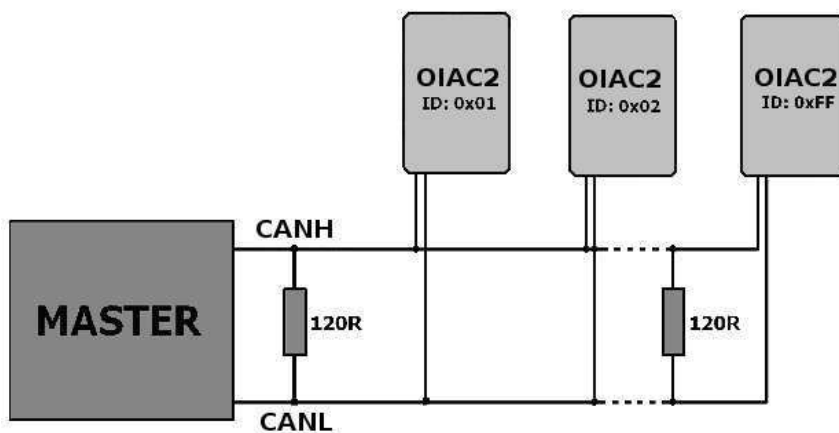 OIAC2
ID: 0x01
OIAC2
ID: 0x02
OIAC2
ID: 0xFF
CANH
MASTER
120R
120R
CANL